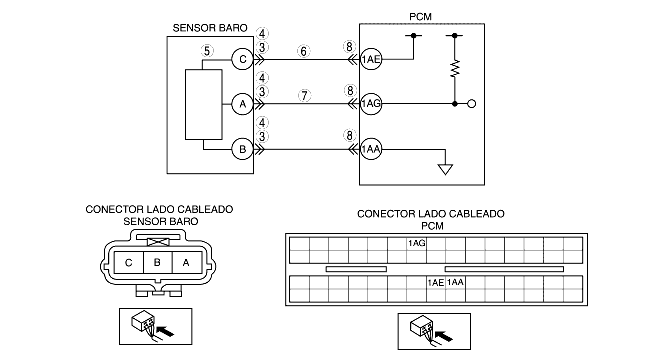 SENSOR BARO
PCM
4
5 3 6 8
C 1AE
4
3 7 8
A 1AG
4
3 8
B 1AA
CONECTOR LADO CABLEADO
SENSOR BARO
C B A
CONECTOR LADO CABLEADO
PCM
1AG
1AE 1AA